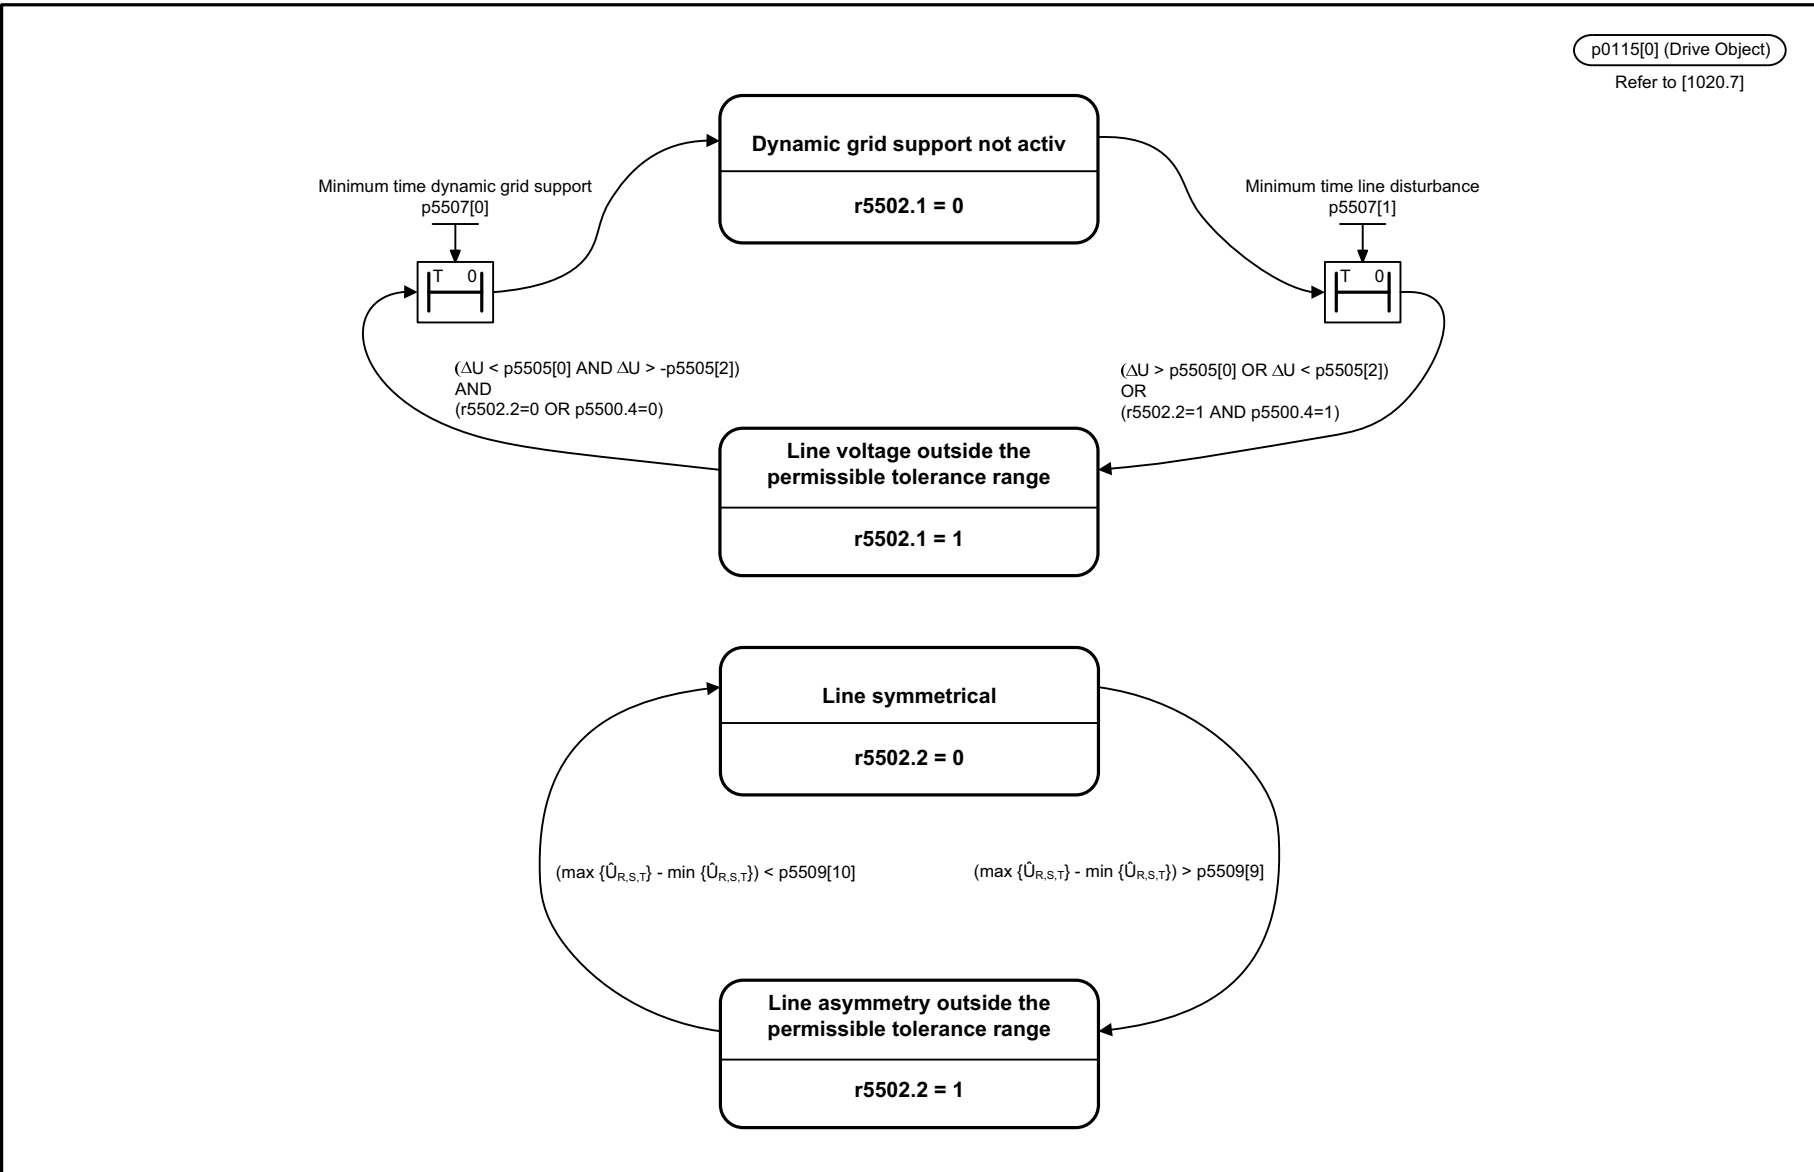 p0115[0] (Drive Object)
Refer to [1020.7]
Dynamic grid support not activ
r5502.1 = 0
Minimum time dynamic grid support
p5507[0]
T 0
Minimum time line disturbance
p5507[1]
T 0
(ΔU < p5505[0] AND ΔU > -p5505[2])
AND
(r5502.2=0 OR p5500.4=0)
(ΔU > p5505[0] OR ΔU < p5505[2])
OR
(r5502.2=1 AND p5500.4=1)
Line voltage outside the
permissible tolerance range
r5502.1 = 1
Line symmetrical
r5502.2 = 0
(max {ÛR,S,T} - min {ÛR,S,T}) < p5509[10]
(max {ÛR,S,T} - min {ÛR,S,T}) > p5509[9]
Line asymmetry outside the
permissible tolerance range
r5502.2 = 1